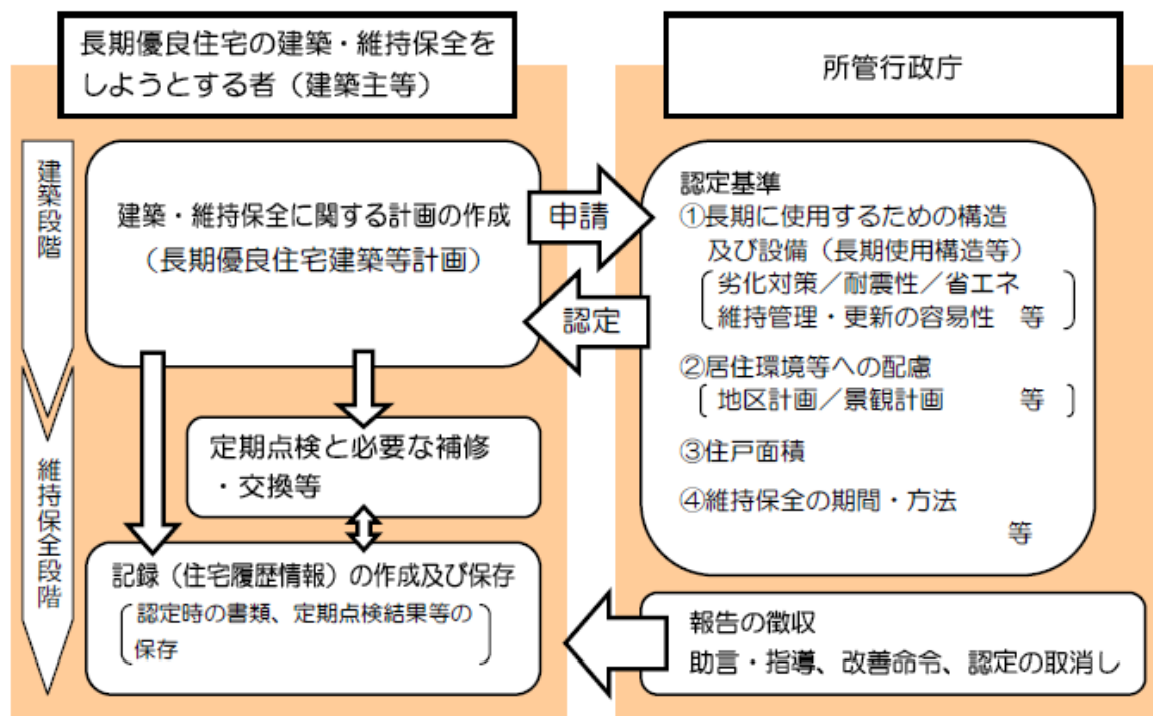 長期優良住宅の建築・維持保全を
しようとする者（建築主等）
所管行政庁
建築段階
建築・維持保全に関する計画の作成
（長期優良住宅建築等計画）
申請
認定
認定基準
①長期に使用するための構造
及び設備（長期使用構造等）
劣化対策／耐震性／省エネ
維持管理・更新の容易性　等
②居住環境等への配慮
〔 地区計画／景観計画　　　等 〕
③住戸面積
④維持保全の期間・方法
等
維持保全段階
定期点検と必要な補修
・交換等
記録（住宅履歴情報）の作成及び保存
認定時の書類、定期点検結果等の
保存
報告の徴収
助言・指導、改善命令、認定の取消し